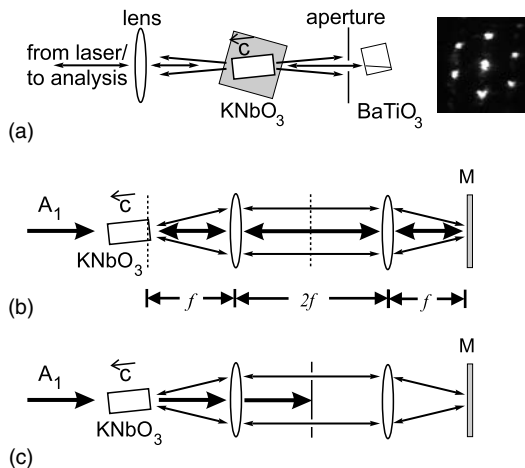 lens
aperture
from laser/
to analysis
c
KNbO3
BaTiO3
(a)
A1
c
KNbO3
M
f
2f
f
(b)
A1
c
KNbO3
M
(c)